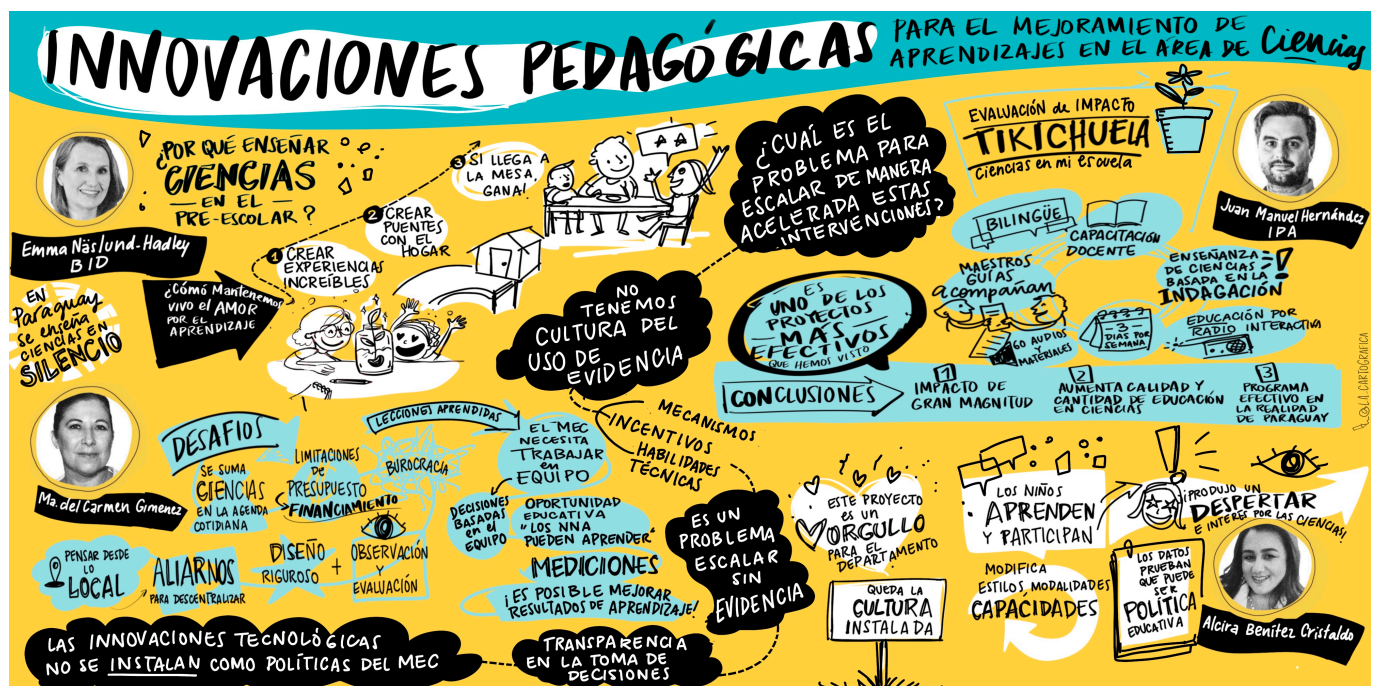 INNOVACIONES PEDAGÓGICAS
PARA EL MEJORAMIENTO DE
APRENDIZAJES EN EL ÁREA DE Ciencias
Emma Näslund-Hadley
BID
¿POR QUÉ ENSEÑAR
CIENCIAS
EN EL
PRE-ESCOLAR?
EN
Paraguay
se enseña
CIENCIAS EN
SILENCIO
¿CÓMO Mantenemos
VIVO el AMOR
POR EL
APRENDIZAJE
1 CREAR
EXPERIENCIAS
INCREÍBLES
2 CREAR
PUENTES
CON EL
HOGAR
3 SI LLEGA A
LA MESA,
GANA!
¿CUÁL ES EL
PROBLEMA PARA
ESCALAR DE MANERA
ACELERADA ESTAS
INTERVENCIONES?
NO
TENEMOS
CULTURA DEL
USO DE
EVIDENCIA
MECANISMOS
INCENTIVOS
HABILIDADES
TÉCNICAS
ES UN
PROBLEMA
ESCALAR
SIN
EVIDENCIA
TRANSPARENCIA
EN LA TOMA DE
DECISIONES
LAS INNOVACIONES TECNOLÓGICAS
NO SE INSTALAN COMO POLÍTICAS DEL MEC
EVALUACIÓN de IMPACTO
TIKICHUELA
Ciencias en mi escuela
Juan Manuel Hernández
IPA
BILINGÜE
CAPACITACIÓN
DOCENTE
MAESTROS
GUÍAS
acompañan
ENSEÑANZA
DE CIENCIAS
BASADA EN LA
INDAGACIÓN!
60 AUDIOS
Y
MATERIALES
3
DIAS POR
SEMANA
EDUCACIÓN POR
RADIO INTERACTIVA
ES
UNO DE LOS
PROYECTOS
MÁS
EFECTIVOS
QUE HEMOS VISTO
CONCLUSIONES
1
IMPACTO DE
GRAN MAGNITUD
2
AUMENTA CALIDAD Y
CANTIDAD DE EDUCACIÓN
EN CIENCIAS
3
PROGRAMA
EFECTIVO EN
LA REALIDAD
DE PARAGUAY
@LA.CARTOGRAFICA
Ma. del Carmen Gimenez
DESAFIOS
SE SUMA
CIENCIAS
EN LA AGENDA
COTIDIANA
LIMITACIONES
DE
PRESUPUESTO
FINANCIAMIENTO
BUROCRACIA
LECCIONES APRENDIDAS
EL MEC
NECESITA
TRABAJAR
en
EQUIPO
DECISIONES
BASADAS
en el
EQUIPO
OPORTUNIDAD
EDUCATIVA
"LOS NNA
PUEDEN APRENDER"
MEDICIONES
¡ES POSIBLE MEJORAR
RESULTADOS DE APRENDIZAJE!
PENSAR DESDE
LO
LOCAL
ALIARNOS
PARA DESCENTRALIZAR
DISEÑO
RIGUROSO
+
OBSERVACIÓN
Y
EVALUACIÓN
ESTE PROYECTO
es un
ORGULLO
PARA EL
DEPARTAMENTO
QUEDA LA
CULTURA
INSTALADA
LOS NIÑOS
APRENDEN
Y PARTICIPAN
MODIFICA
ESTILOS, MODALIDADES
CAPACIDADES
¡PRODUJO UN
DESPERTAR
E INTERES POR LAS CIENCIAS!
LOS DATOS
PRUEBAN
QUE PUEDE
SER
POLÍTICA
EDUCATIVA
Alcira Benítez Cristaldo